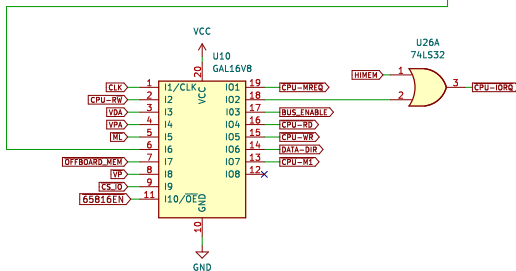 VCC
U10
GAL16V8
20
VCC
CLK 1 I1/CLK IO1 19 CPU-MREQ
CPU-RW 2 I2 IO2 18
VDA 3 I3 IO3 17 BUS_ENABLE
VPA 4 I4 IO4 16 CPU-RD
ML 5 I5 IO5 15 CPU-WR
6 I6 IO6 14 DATA-DIR
OFFBOARD_MEM 7 I7 IO7 13 CPU-M1
VP 8 I8 IO8 12
CS_IO 9 I9
65816EN 11 I10/OE
GND
10
GND
U26A
74LS32
HIMEM 1
2
3 CPU-IORQ